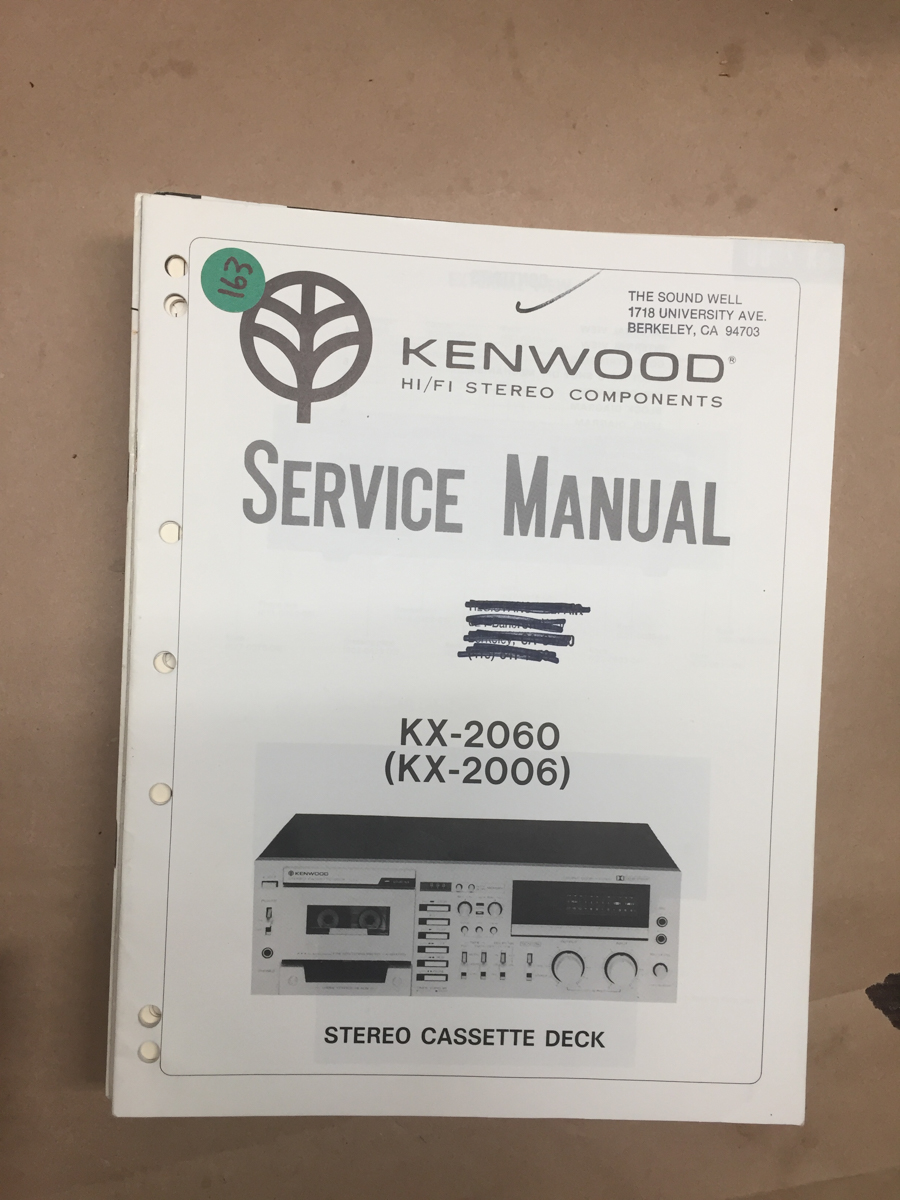 163
THE SOUND WELL
1718 UNIVERSITY AVE.
BERKELEY, CA 94703
KENWOOD®
HI/FI STEREO COMPONENTS
SERVICE MANUAL
KX-2060
(KX-2006)
KENWOOD
STEREO CASSETTE DECK